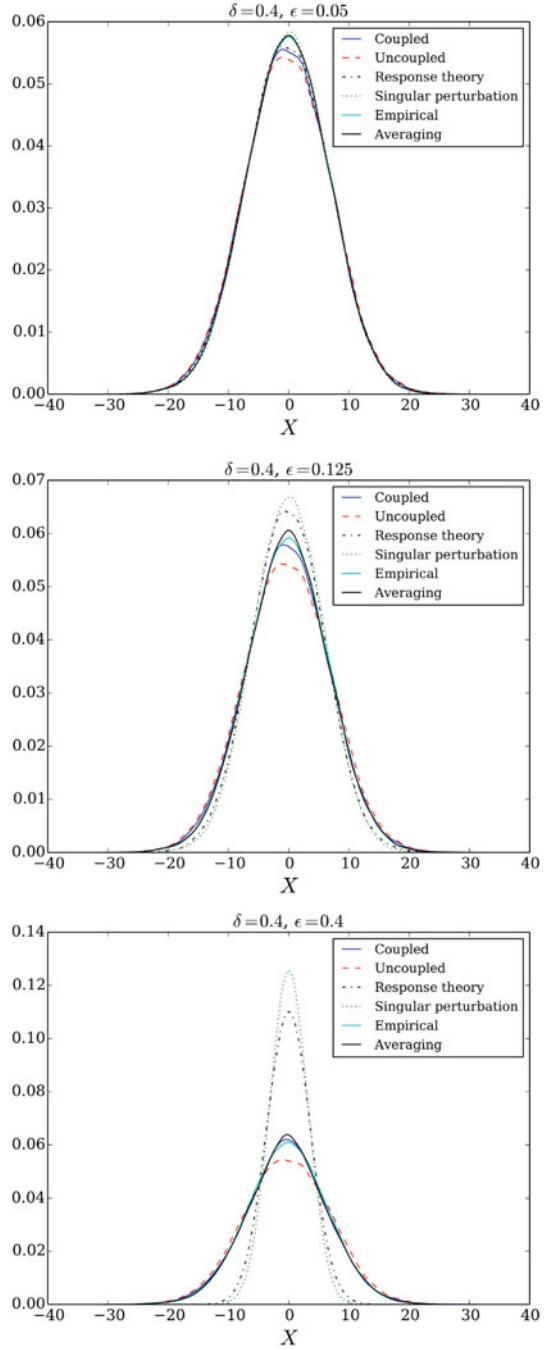 δ=0.4, ϵ=0.05
0.06
0.05
0.04
0.03
0.02
0.01
0.00
Coupled
Uncoupled
Response theory
Singular perturbation
Empirical
Averaging
−40 −30 −20 −10 0 10 20 30 40
X
δ=0.4, ϵ=0.125
0.07
0.06
0.05
0.04
0.03
0.02
0.01
0.00
Coupled
Uncoupled
Response theory
Singular perturbation
Empirical
Averaging
−40 −30 −20 −10 0 10 20 30 40
X
δ=0.4, ϵ=0.4
0.14
0.12
0.10
0.08
0.06
0.04
0.02
0.00
Coupled
Uncoupled
Response theory
Singular perturbation
Empirical
Averaging
−40 −30 −20 −10 0 10 20 30 40
X